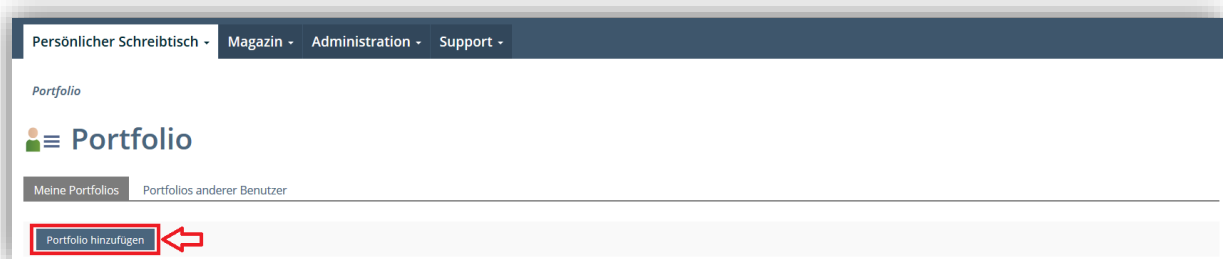 Persönlicher Schreibtisch Magazin Administration Support
Portfolio
Portfolio
Meine Portfolios Portfolios anderer Benutzer
Portfolio hinzufügen